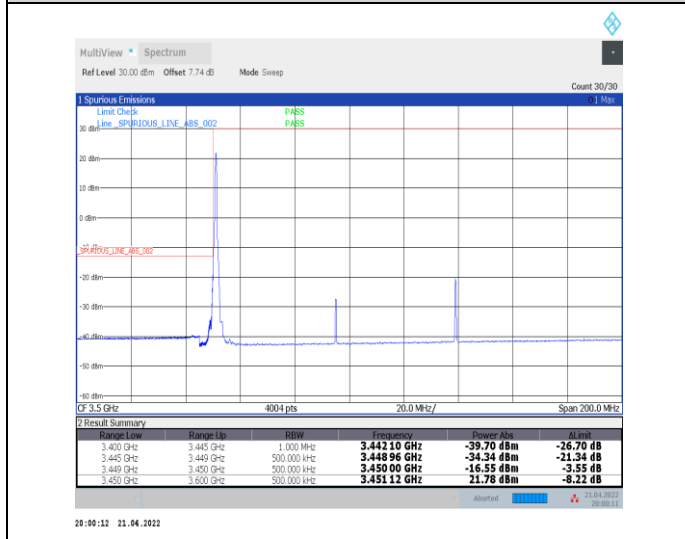 MultiView Spectrum
Ref Level 30.00 dBm Offset 7.74 dB Mode Sweep
Count 30/30
1 Spurious Emissions 1 Max
Limit Check PASS
Line _SPURIOUS_LINE_ABS_002 PASS
30 dBm
20 dBm
10 dBm
0 dBm
-10 dBm
_SPURIOUS_LINE_ABS_002
-20 dBm
-30 dBm
-40 dBm
-50 dBm
-60 dBm
CF 3.5 GHz 4004 pts 20.0 MHz/ Span 200.0 MHz
2 Result Summary
Range Low Range Up RBW Frequency Power Abs ΔLimit
3.400 GHz 3.445 GHz 1.000 MHz 3.442 10 GHz -39.70 dBm -26.70 dB
3.445 GHz 3.449 GHz 500.000 kHz 3.448 96 GHz -34.34 dBm -21.34 dB
3.449 GHz 3.450 GHz 500.000 kHz 3.450 00 GHz -16.55 dBm -3.55 dB
3.450 GHz 3.600 GHz 500.000 kHz 3.451 12 GHz 21.78 dBm -8.22 dB
Aborted 21.04.2022
20:00:11
20:00:12 21.04.2022